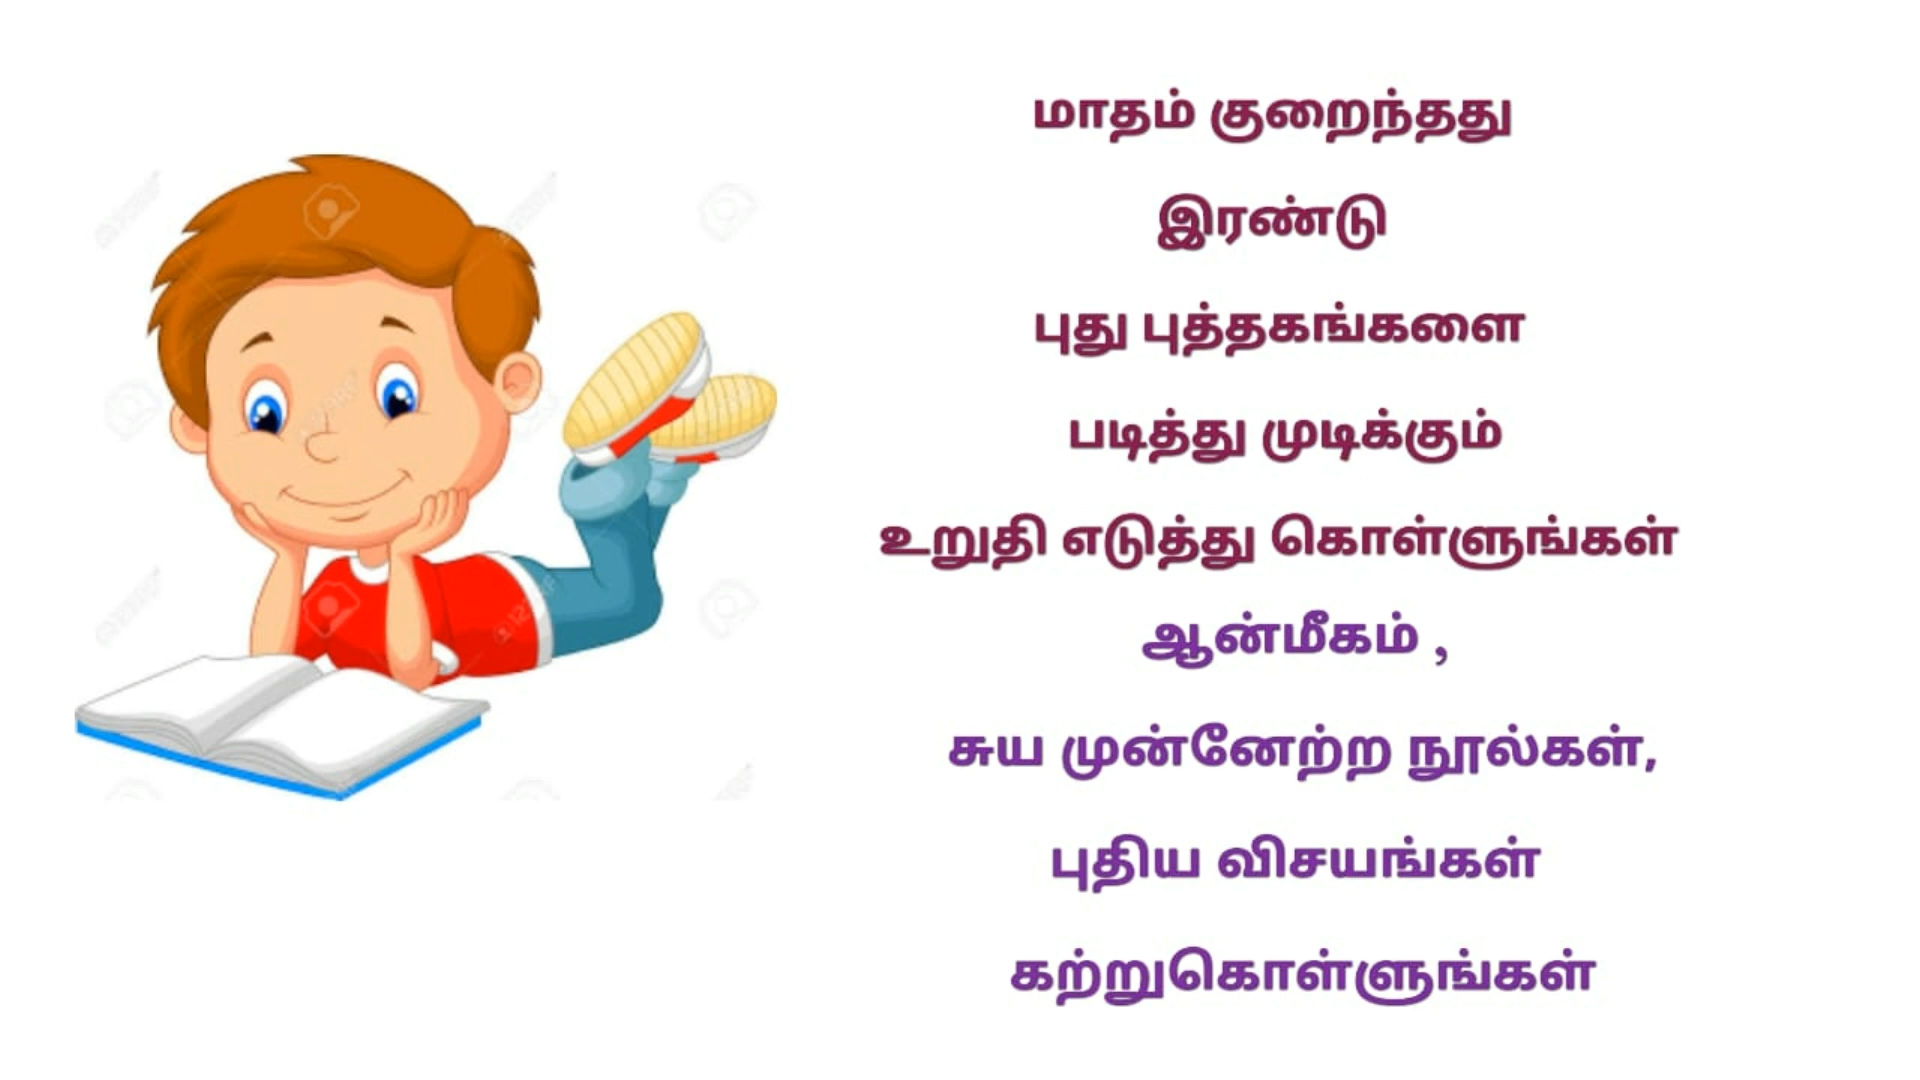 மாதம் குறைந்தது
இரண்டு
புது புத்தகங்களை
படித்து முடிக்கும்
உறுதி எடுத்து கொள்ளுங்கள்
ஆன்மீகம் ,
சுய முன்னேற்ற நூல்கள்,
புதிய விசயங்கள்
கற்றுகொள்ளுங்கள்